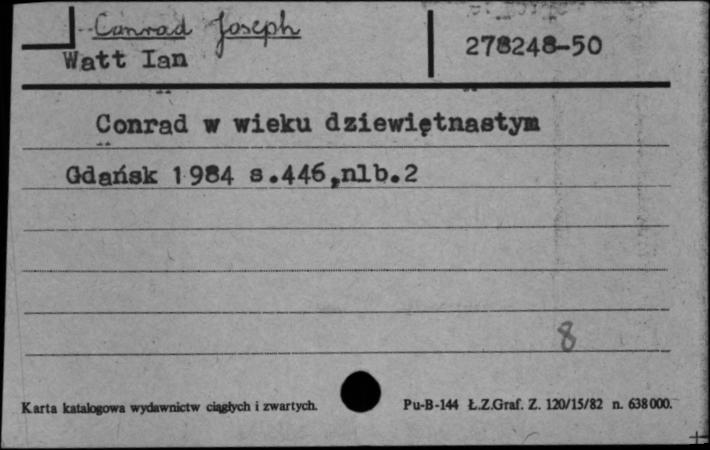 Conrad Joseph
Watt Ian
278248-50
Conrad w wieku dziewiętnastym
Gdańsk 1984 s.446,nlb.2
8
Karta katalogowa wydawnictw ciągłych i zwartych.
Pu-B-144 Ł.Z.Graf. Z. 120/15/82 n. 638000.